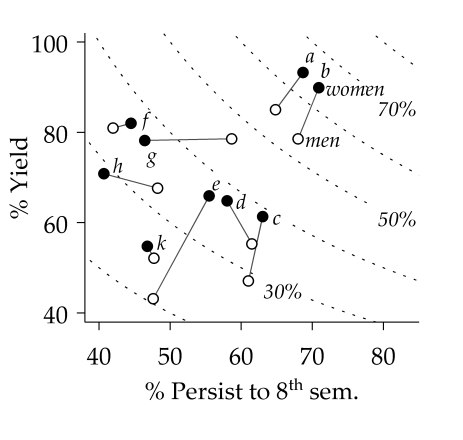 100
80
60
40
% Yield
a
b
women
70%
f
men
g
h
e
d
50%
c
k
30%
40 50 60 70 80
% Persist to 8th sem.